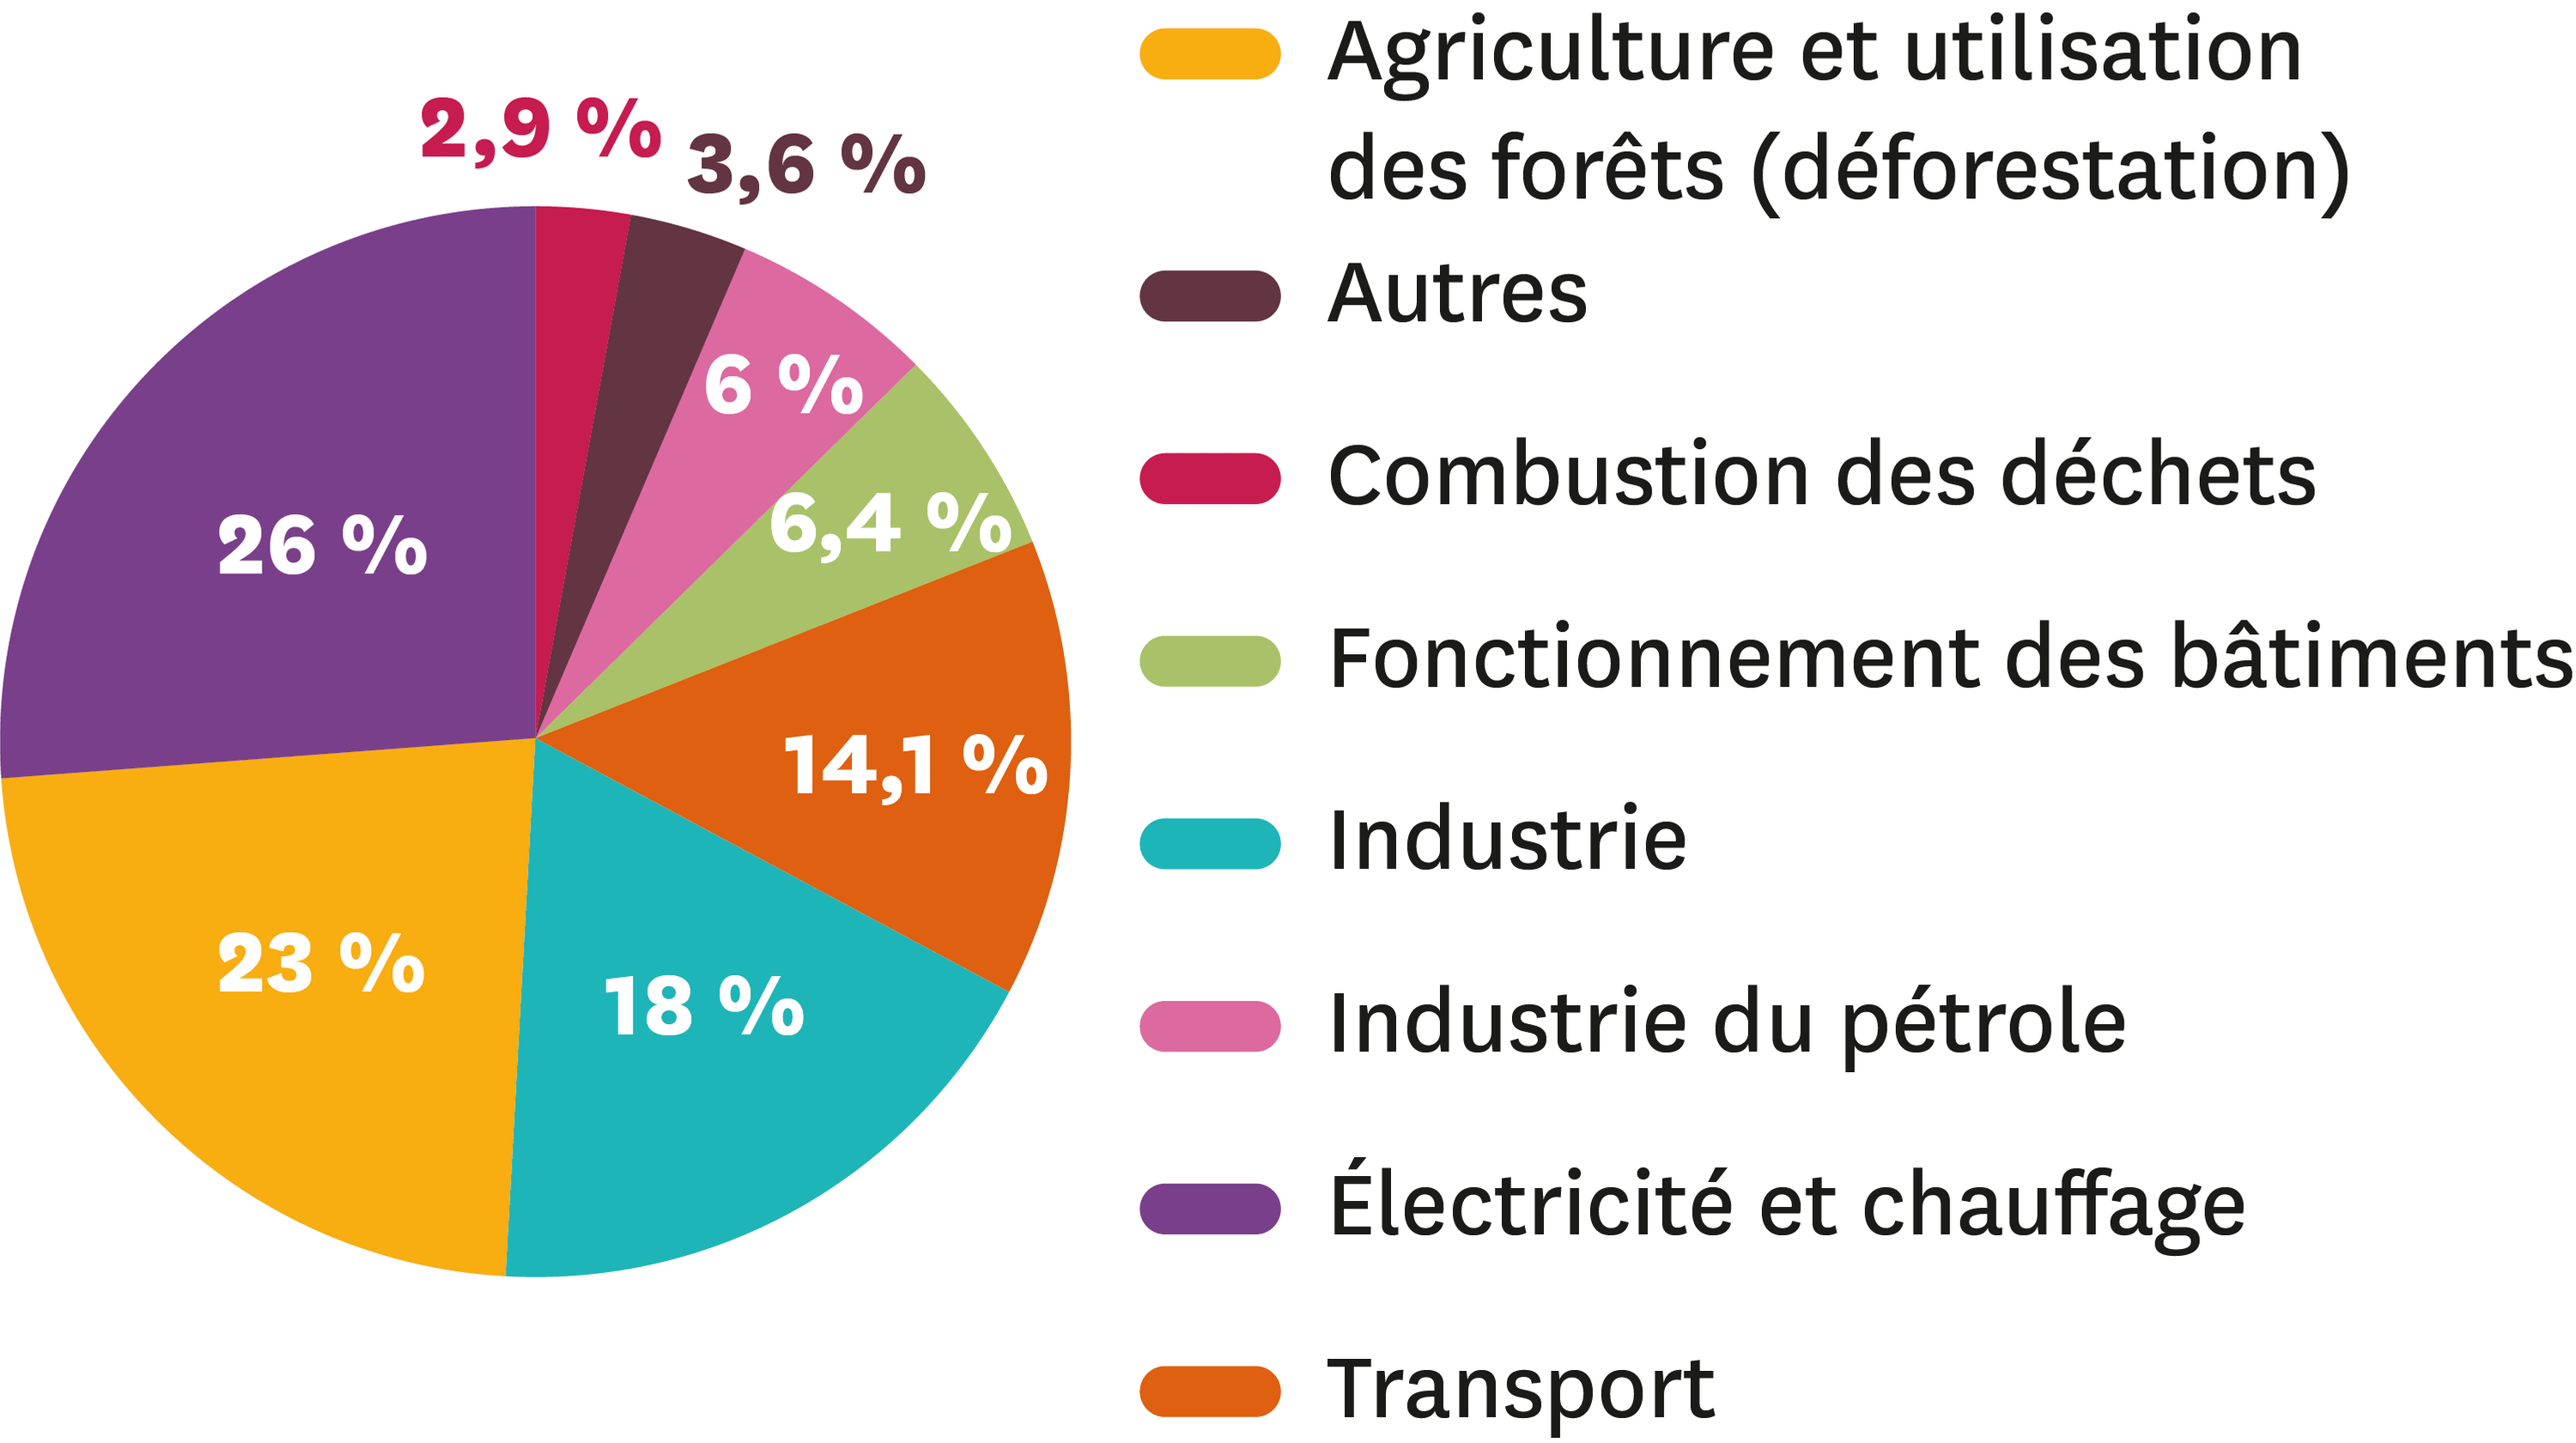 2,9 %
3,6 %
6 %
6,4 %
26 %
14,1 %
23 %
18 %
Agriculture et utilisation
des forêts (déforestation)
Autres
Combustion des déchets
Fonctionnement des bâtiments
Industrie
Industrie du pétrole
Électricité et chauffage
Transport